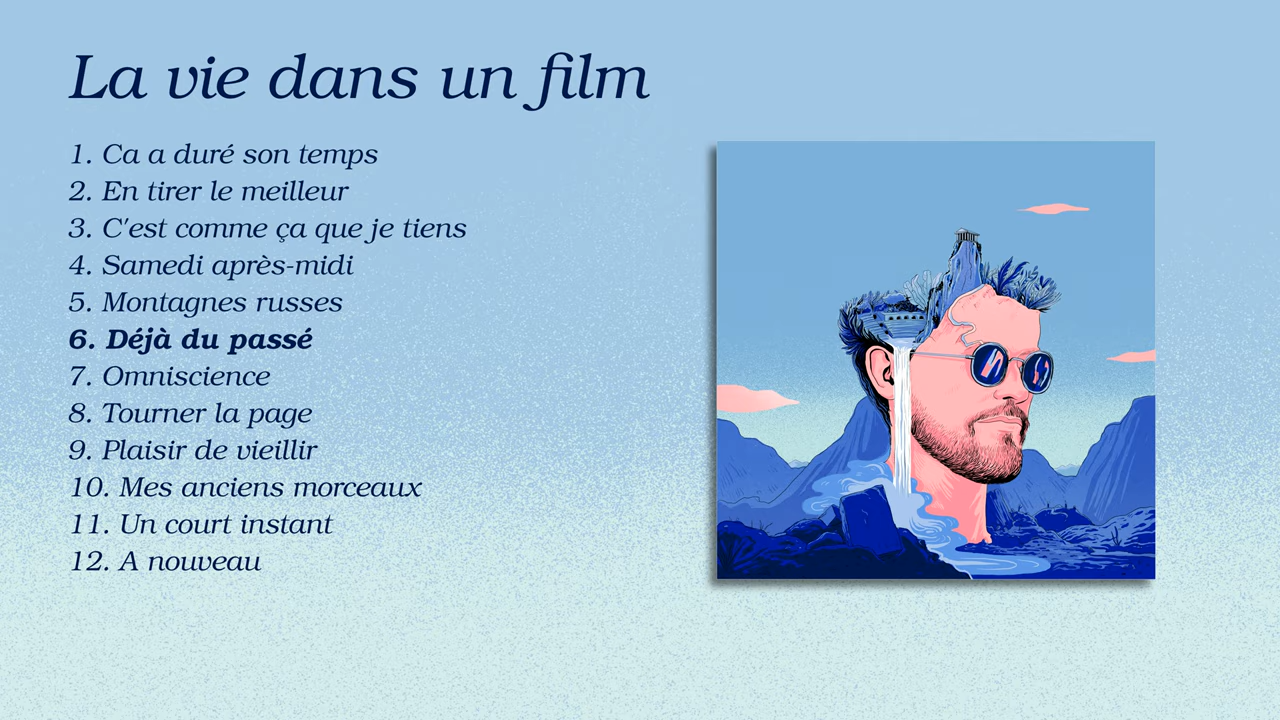 La vie dans un film
1. Ca a duré son temps
2. En tirer le meilleur
3. C'est comme ça que je tiens
4. Samedi après-midi
5. Montagnes russes
6. Déjà du passé
7. Omniscience
8. Tourner la page
9. Plaisir de vieillir
10. Mes anciens morceaux
11. Un court instant
12. A nouveau